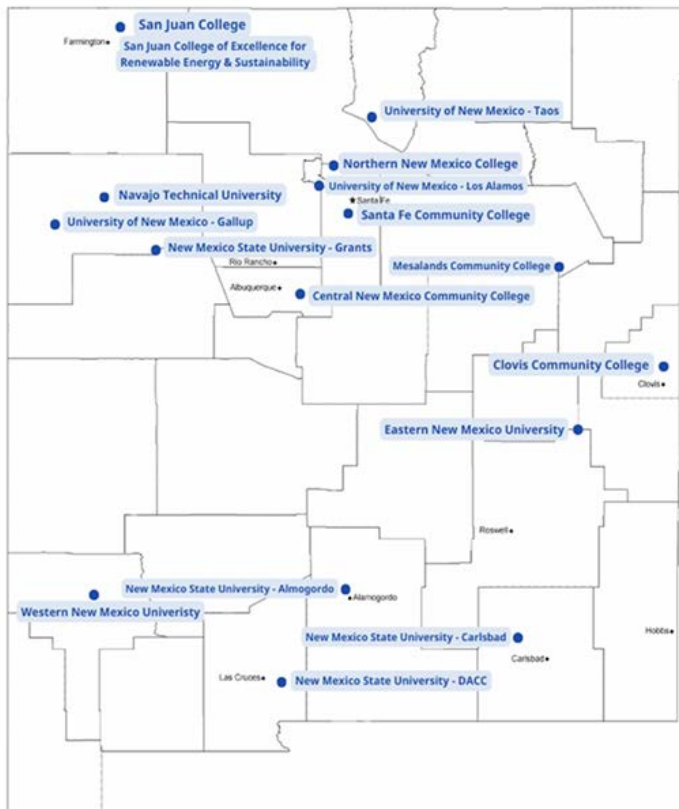 San Juan College
Farmington
San Juan College of Excellence for
Renewable Energy & Sustainability
University of New Mexico - Taos
Northern New Mexico College
University of New Mexico - Los Alamos
Navajo Technical University
Santa Fe
Santa Fe Community College
University of New Mexico - Gallup
New Mexico State University - Grants
Rio Rancho
Mesalands Community College
Albuquerque
Central New Mexico Community College
Clovis Community College
Clovis
Eastern New Mexico University
Roswell
New Mexico State University - Almogordo
Alamogordo
Western New Mexico Univeristy
New Mexico State University - Carlsbad
Hobbs
Carlsbad
Las Cruces
New Mexico State University - DACC